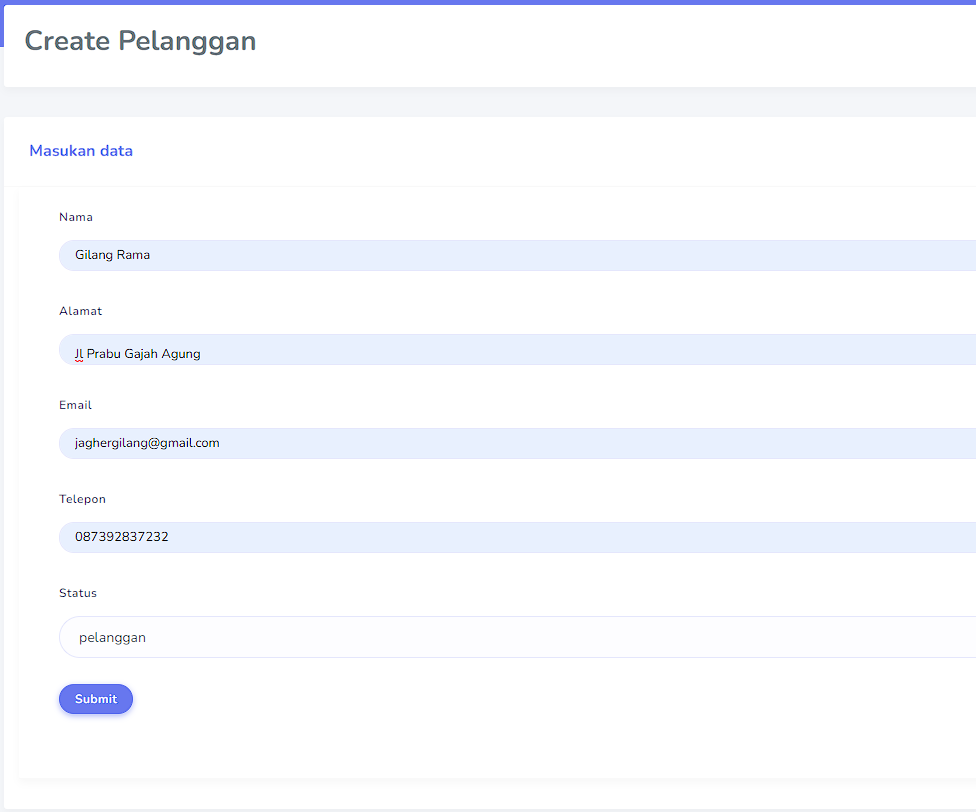 Create Pelanggan
Masukan data
Nama
Gilang Rama
Alamat
Jl Prabu Gajah Agung
Email
jaghergilang@gmail.com
Telepon
087392837232
Status
pelanggan
Submit